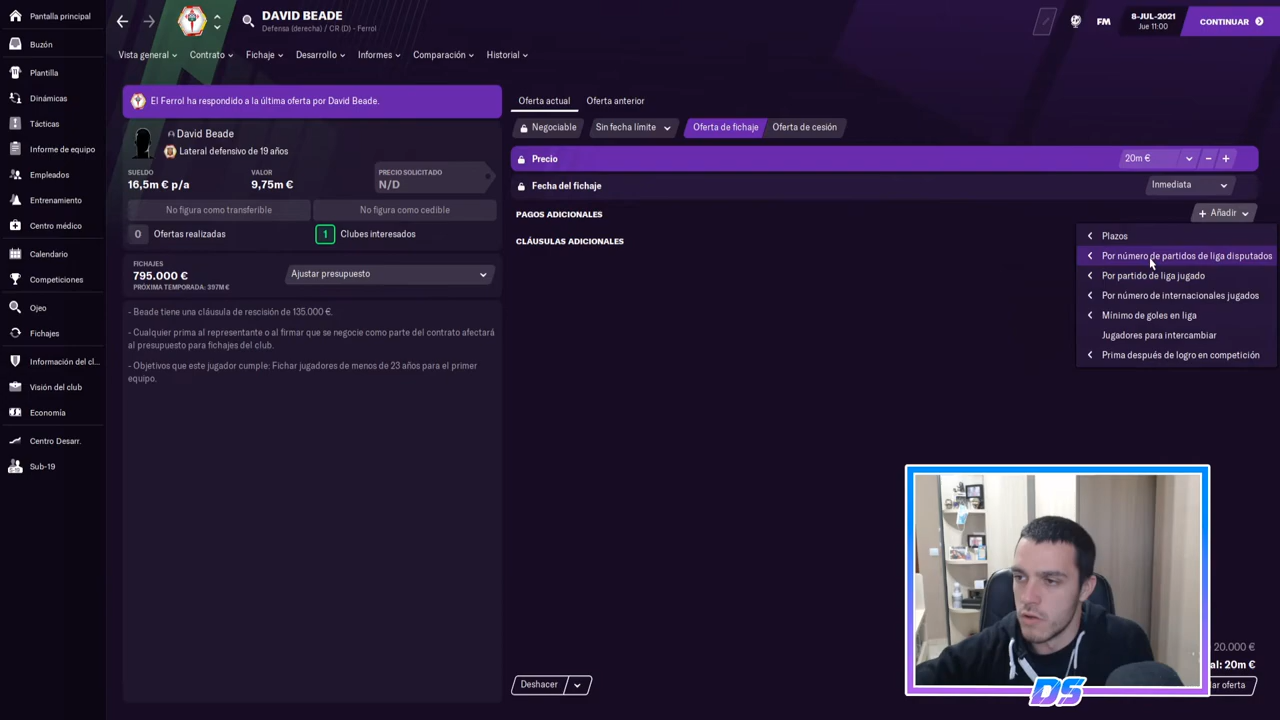 Pantalla principal
Buzón
Plantilla
Dinámicas
Tácticas
Informe de equipo
Empleados
Entrenamiento
Centro médico
Calendario
Competiciones
Ojeo
Fichajes
Información del cl...
Visión del club
Economía
Centro Desarr.
Sub-19
DAVID BEADE
Defensa (derecha) / CR (D) - Ferrol
FM
8-JUL-2021
Jue 11:00
CONTINUAR
Vista general
Contrato
Fichaje
Desarrollo
Informes
Comparación
Historial
El Ferrol ha respondido a la última oferta por David Beade.
David Beade
Lateral defensivo de 19 años
SUELDO
16,5m € p/a
VALOR
9,75m €
PRECIO SOLICITADO
N/D
No figura como transferible
No figura como cedible
0 Ofertas realizadas
1 Clubes interesados
FICHAJES
795.000 €
PRÓXIMA TEMPORADA: 397M €
Ajustar presupuesto
- Beade tiene una cláusula de rescisión de 135.000 €.
- Cualquier prima al representante o al firmar que se negocie como parte del contrato afectará
al presupuesto para fichajes del club.
- Objetivos que este jugador cumple: Fichar jugadores de menos de 23 años para el primer
equipo.
Oferta actual
Oferta anterior
Negociable
Sin fecha límite
Oferta de fichaje
Oferta de cesión
Precio
20m €
Fecha del fichaje
Inmediata
PAGOS ADICIONALES
+ Añadir
CLÁUSULAS ADICIONALES
Plazos
Por número de partidos de liga disputados
Por partido de liga jugado
Por número de internacionales jugados
Mínimo de goles en liga
Jugadores para intercambiar
Prima después de logro en competición
Deshacer
20.000 €
al: 20m €
ar oferta
DS